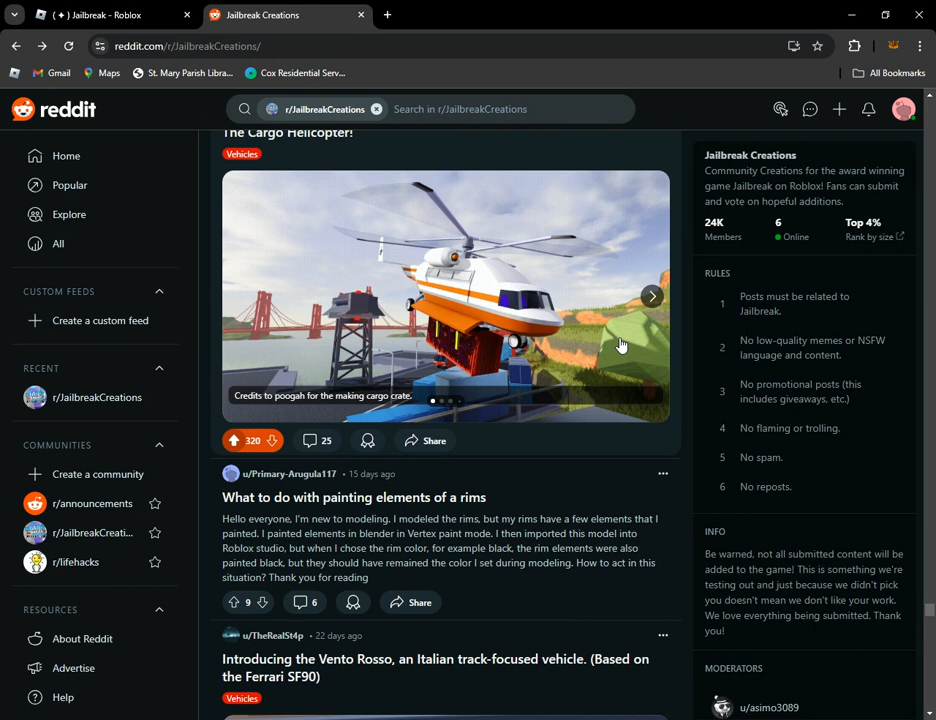 ( ✦ ) Jailbreak - Roblox
Jailbreak Creations
reddit.com/r/JailbreakCreations/
Gmail
Maps
St. Mary Parish Libra...
Cox Residential Serv...
All Bookmarks
reddit
r/JailbreakCreations
Search in r/JailbreakCreations
Home
Popular
Explore
All
CUSTOM FEEDS
Create a custom feed
RECENT
r/JailbreakCreations
COMMUNITIES
Create a community
r/announcements
r/JailbreakCreati...
r/lifehacks
RESOURCES
About Reddit
Advertise
Help
The Cargo Helicopter!
Vehicles
Credits to poogah for the making cargo crate.
320
25
Share
u/Primary-Arugula117 • 15 days ago
What to do with painting elements of a rims
Hello everyone, I'm new to modeling. I modeled the rims, but my rims have a few elements that I
painted. I painted elements in blender in Vertex paint mode. I then imported this model into
Roblox studio, but when I chose the rim color, for example black, the rim elements were also
painted black, but they should have remained the color I set during modeling. How to act in this
situation? Thank you for reading
9
6
Share
u/TheRealSt4p • 22 days ago
Introducing the Vento Rosso, an Italian track-focused vehicle. (Based on
the Ferrari SF90)
Vehicles
Jailbreak Creations
Community Creations for the award winning
game Jailbreak on Roblox! Fans can submit
and vote on hopeful additions.
24K
6
Top 4%
Members
Online
Rank by size
RULES
1
Posts must be related to
Jailbreak.
2
No low-quality memes or NSFW
language and content.
3
No promotional posts (this
includes giveaways, etc.)
4
No flaming or trolling.
5
No spam.
6
No reposts.
INFO
Be warned, not all submitted content will be
added to the game! This is something we're
testing out and just because we didn't pick
you doesn't mean we don't like your work.
We love everything being submitted. Thank
you!
MODERATORS
u/asimo3089